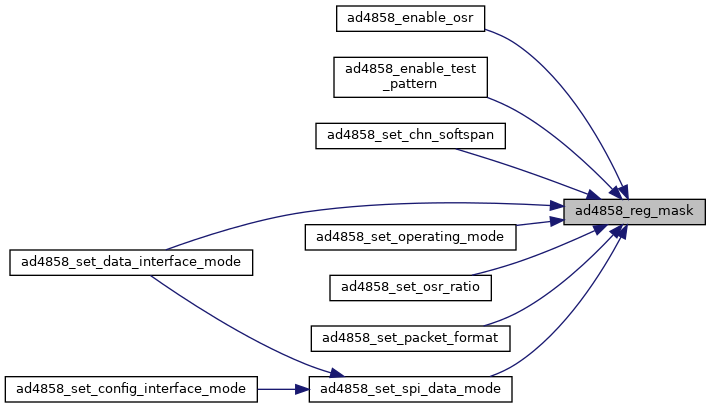 ad4858_enable_osr
ad4858_enable_test
_pattern
ad4858_set_chn_softspan
ad4858_reg_mask
ad4858_set_operating_mode
ad4858_set_data_interface_mode
ad4858_set_osr_ratio
ad4858_set_packet_format
ad4858_set_config_interface_mode
ad4858_set_spi_data_mode